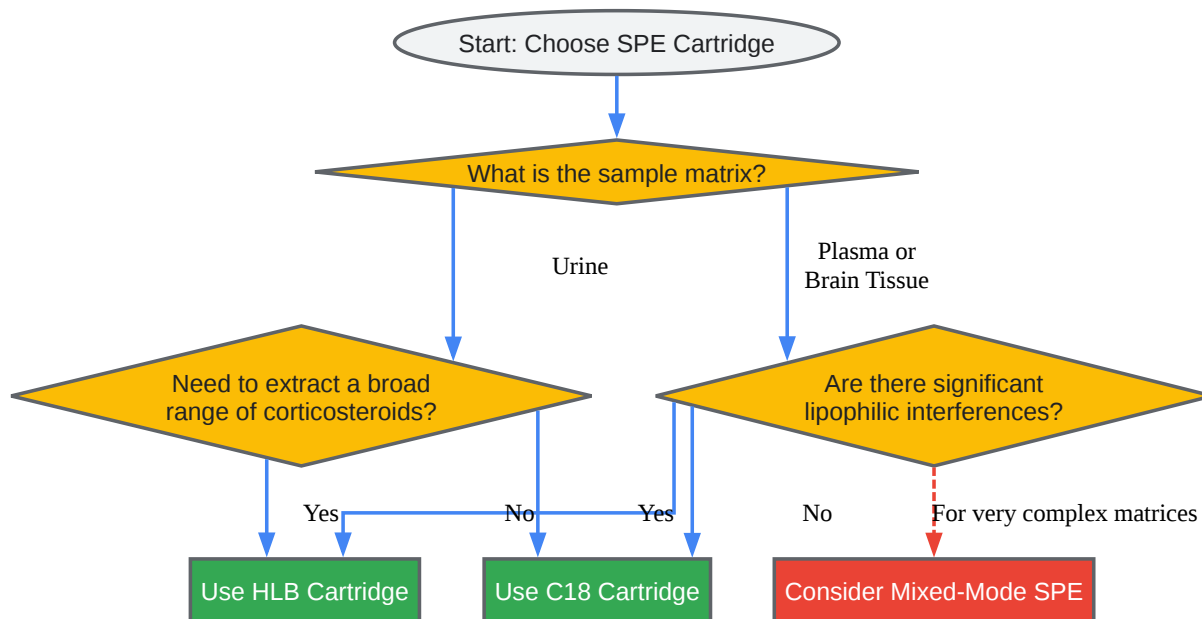 Start: Choose SPE Cartridge
What is the sample matrix?
Urine
Plasma or
Brain Tissue
Need to extract a broad
range of corticosteroids?
Are there significant
lipophilic interferences?
Yes
No
Yes
No
For very complex matrices
Use HLB Cartridge
Use C18 Cartridge
Consider Mixed-Mode SPE